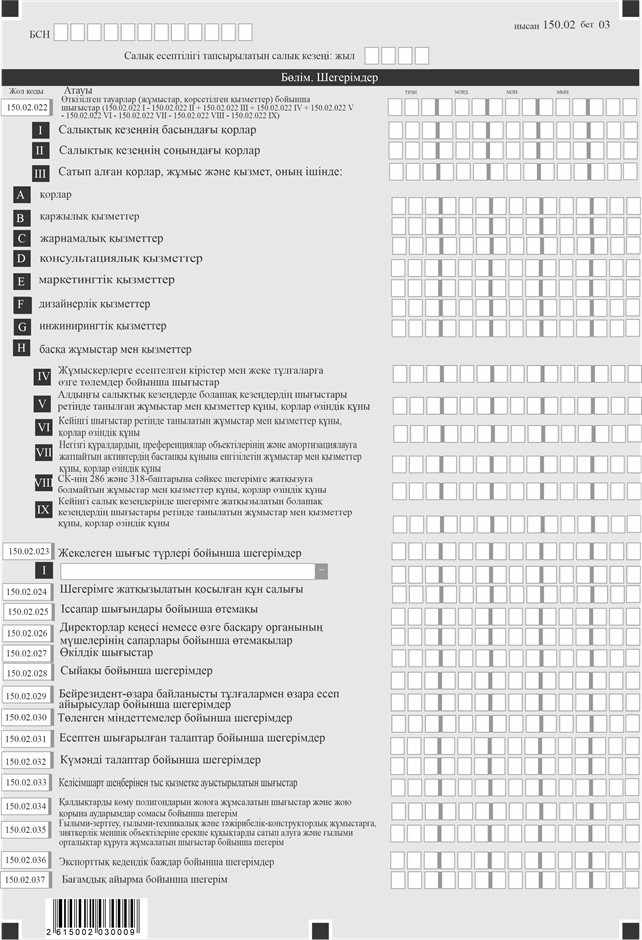 нысан 150.02 бет 03
БСН
Салық есептілігі тапсырылатын салық кезеңі: жыл
Бөлім. Шегерімдер
Жол коды Атауы трлн млрд млн мың
150.02.022 Өткізілген тауарлар (жұмыстар, көрсетілген қызметтер) бойынша
шығыстар (150.02.022 I - 150.02.022 II + 150.02.022 III + 150.02.022 IV + 150.02.022 V
- 150.02.022 VI - 150.02.022 VII - 150.02.022 VIII - 150.02.022 IX)
I Салықтық кезеңнің басындағы қорлар
II Салықтық кезеңнің соңындағы қорлар
III Сатып алған қорлар, жұмыс және қызмет, оның ішінде:
A қорлар
B қаржылық қызметтер
C жарнамалық қызметтер
D консультациялық қызметтер
E маркетингтік қызметтер
F дизайнерлік қызметтер
G инжинирингтік қызметтер
H басқа жұмыстар мен қызметтер
IV Жұмыскерлерге есептелген кірістер мен жеке тұлғаларға
өзге төлемдер бойынша шығыстар
V Алдыңғы салықтық кезеңдерде болашақ кезеңдердің шығыстары
ретінде танылған жұмыстар мен қызметтер құны, қорлар өзіндік құны
VI Кейінгі шығыстар ретінде танылатын жұмыстар мен қызметтер құны,
қорлар өзіндік құны
VII Негізгі құралдардың, преференциялар объектілерінің және амортизациялауға
жатпайтын активтердің бастапқы құнына енгізілетін жұмыстар мен қызметтер
құны, қорлар өзіндік құны
VIII СК-нің 286 және 318-баптарына сәйкес шегерімге жатқызуға
болмайтын жұмыстар мен қызметтер құны, қорлар өзіндік құны
IX Кейінгі салық кезеңдерінде шегерімге жатқызылатын болашақ
кезеңдердің шығыстары ретінде танылатын жұмыстар мен қызметтер
құны, қорлар өзіндік құны
150.02.023 Жекелеген шығыс түрлері бойынша шегерімдер
I
150.02.024 Шегерімге жатқызылатын қосылған құн салығы
150.02.025 Іссапар шығындары бойынша өтемақы
150.02.026 Директорлар кеңесі немесе өзге басқару органының
мүшелерінің сапарлары бойынша өтемақылар
150.02.027 Өкілдік шығыстар
150.02.028 Сыйақы бойынша шегерімдер
150.02.029 Бейрезидент-өзара байланысты тұлғалармен өзара есеп
айырысулар бойынша шегерімдер
150.02.030 Төленген міндеттемелер бойынша шегерімдер
150.02.031 Есептен шығарылған талаптар бойынша шегерімдер
150.02.032 Күмәнді талаптар бойынша шегерімдер
150.02.033 Келісімшарт шеңберінен тыс қызметке ауыстырылатын шығыстар
150.02.034 Қалдықтарды көму полигондарын жоюға жұмсалатын шығыстар және жою
қорына аударымдар сомасы бойынша шегерімдер
150.02.035 Ғылыми-зерттеу, ғылыми-техникалық және тәжірибелік-конструкторлық жұмыстарға,
зияткерлік меншік объектілеріне ерекше құқықтарды сатып алуға және ғылыми
орталықтар құруға жұмсалатын шығыстар бойынша шегерімдер
150.02.036 Экспорттық кедендік баждар бойынша шегерімдер
150.02.037 Бағамдық айырма бойынша шегерім
2 615002 030009